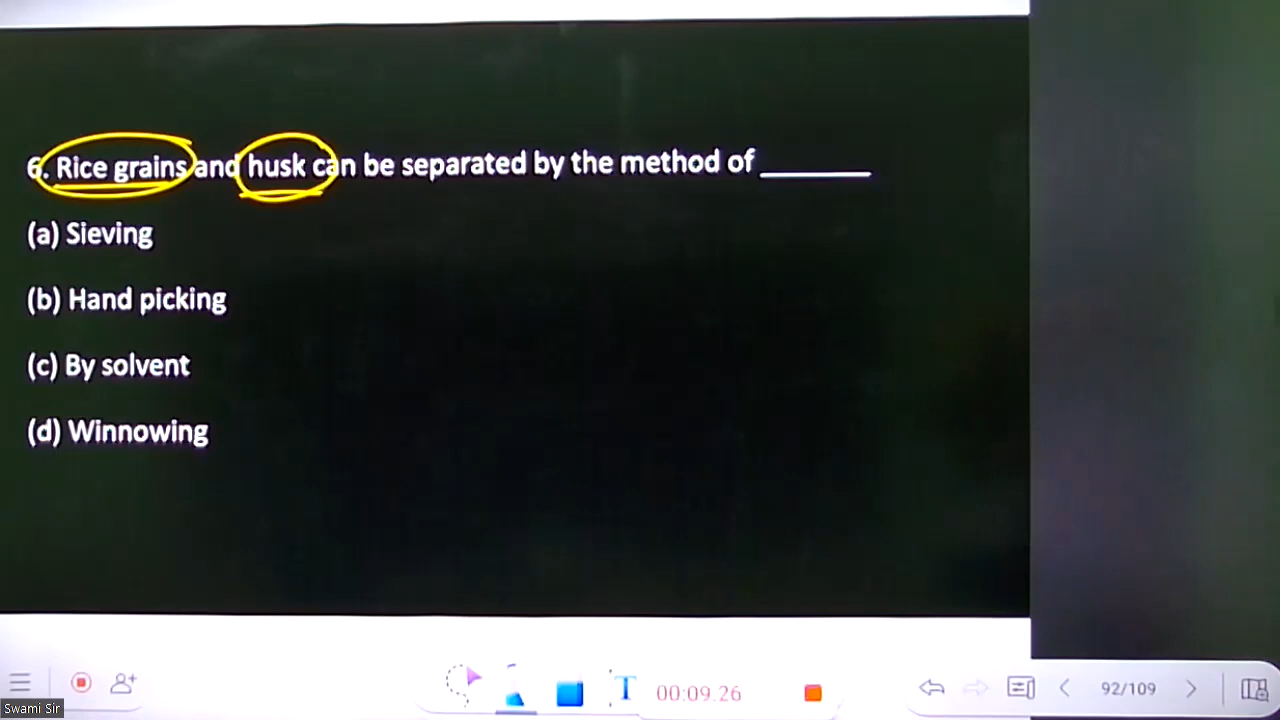 6. Rice grains and husk can be separated by the method of ________
(a) Sieving
(b) Hand picking
(c) By solvent
(d) Winnowing
T
00:09.26
92/109
Swami Sir